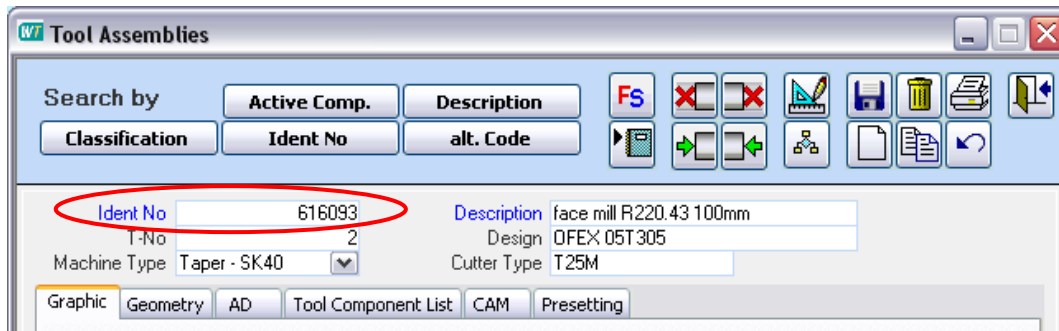 WT Tool Assemblies
Search by Active Comp. Description FS
Classification Ident No alt. Code
Ident No 616093 Description face mill R220.43 100mm
T-No 2 Design OFEX 05T305
Machine Type Taper - SK40 Cutter Type T25M
Graphic Geometry AD Tool Component List CAM Presetting